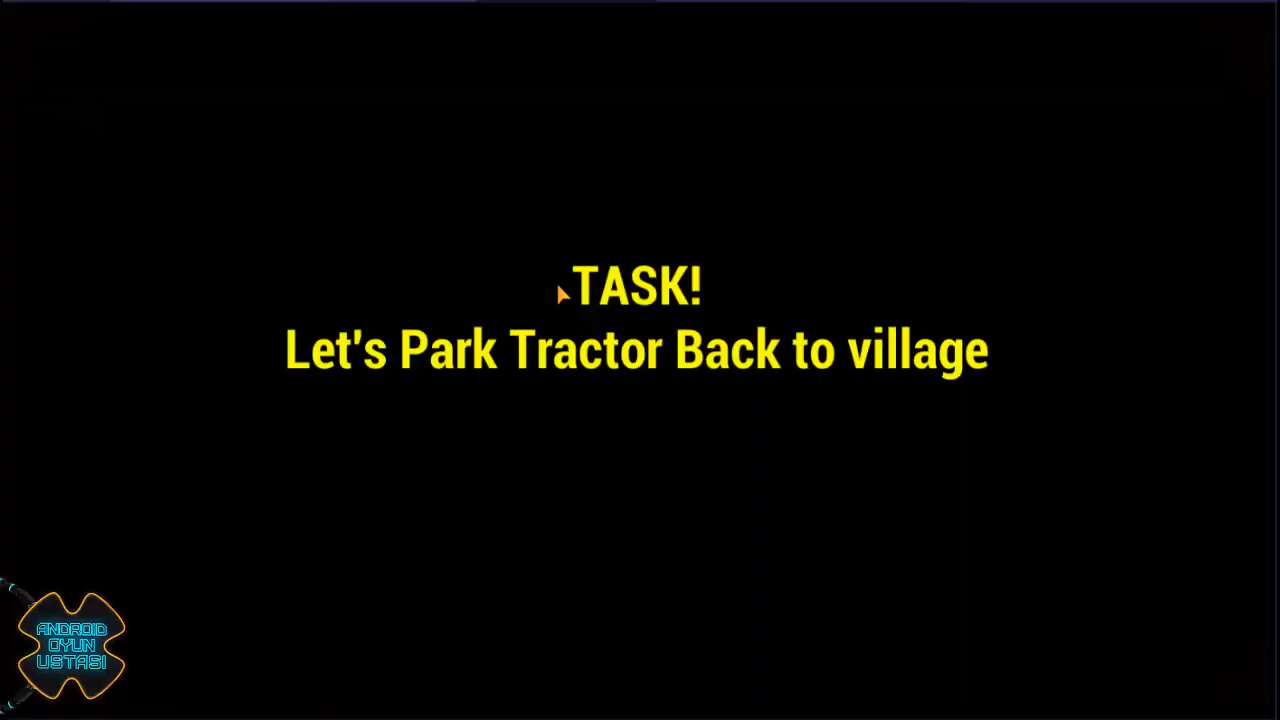 TASK!
Let's Park Tractor Back to village
ANDROID
OYUN
USTASI